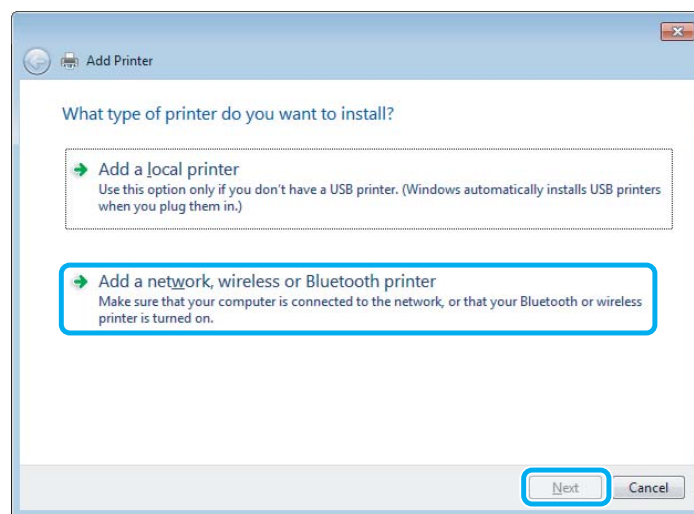 Add Printer
What type of printer do you want to install?
Add a local printer
Use this option only if you don't have a USB printer. (Windows automatically installs USB printers
when you plug them in.)
Add a network, wireless or Bluetooth printer
Make sure that your computer is connected to the network, or that your Bluetooth or wireless
printer is turned on.
Next Cancel